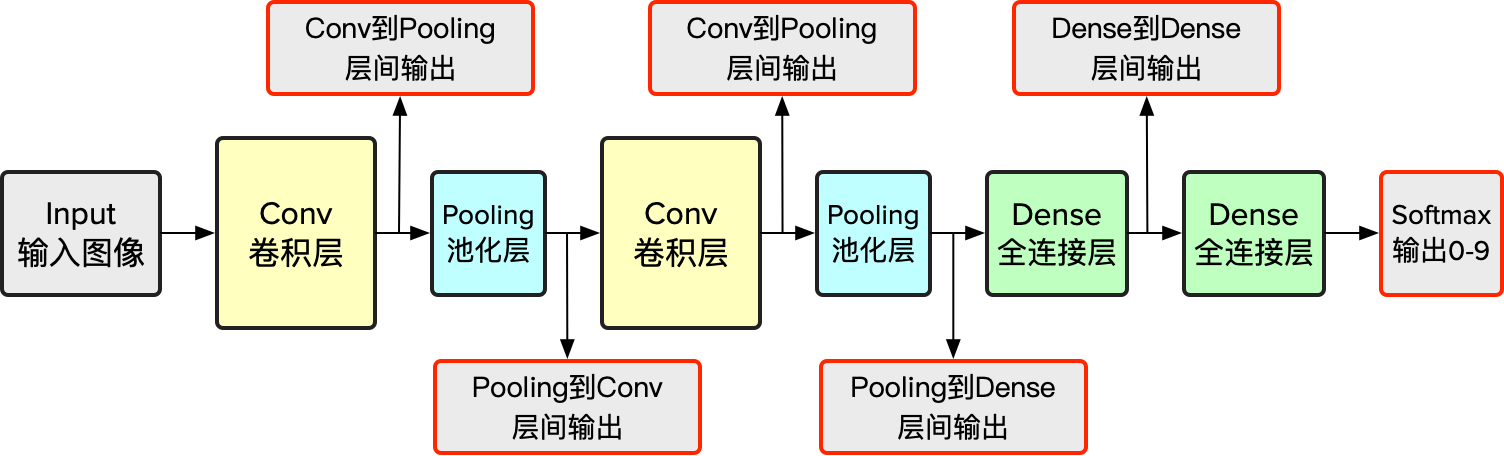 Conv到Pooling
层间输出
Conv到Pooling
层间输出
Dense到Dense
层间输出
Input
输入图像
Conv
卷积层
Pooling
池化层
Conv
卷积层
Pooling
池化层
Dense
全连接层
Dense
全连接层
Softmax
输出0-9
Pooling到Conv
层间输出
Pooling到Dense
层间输出